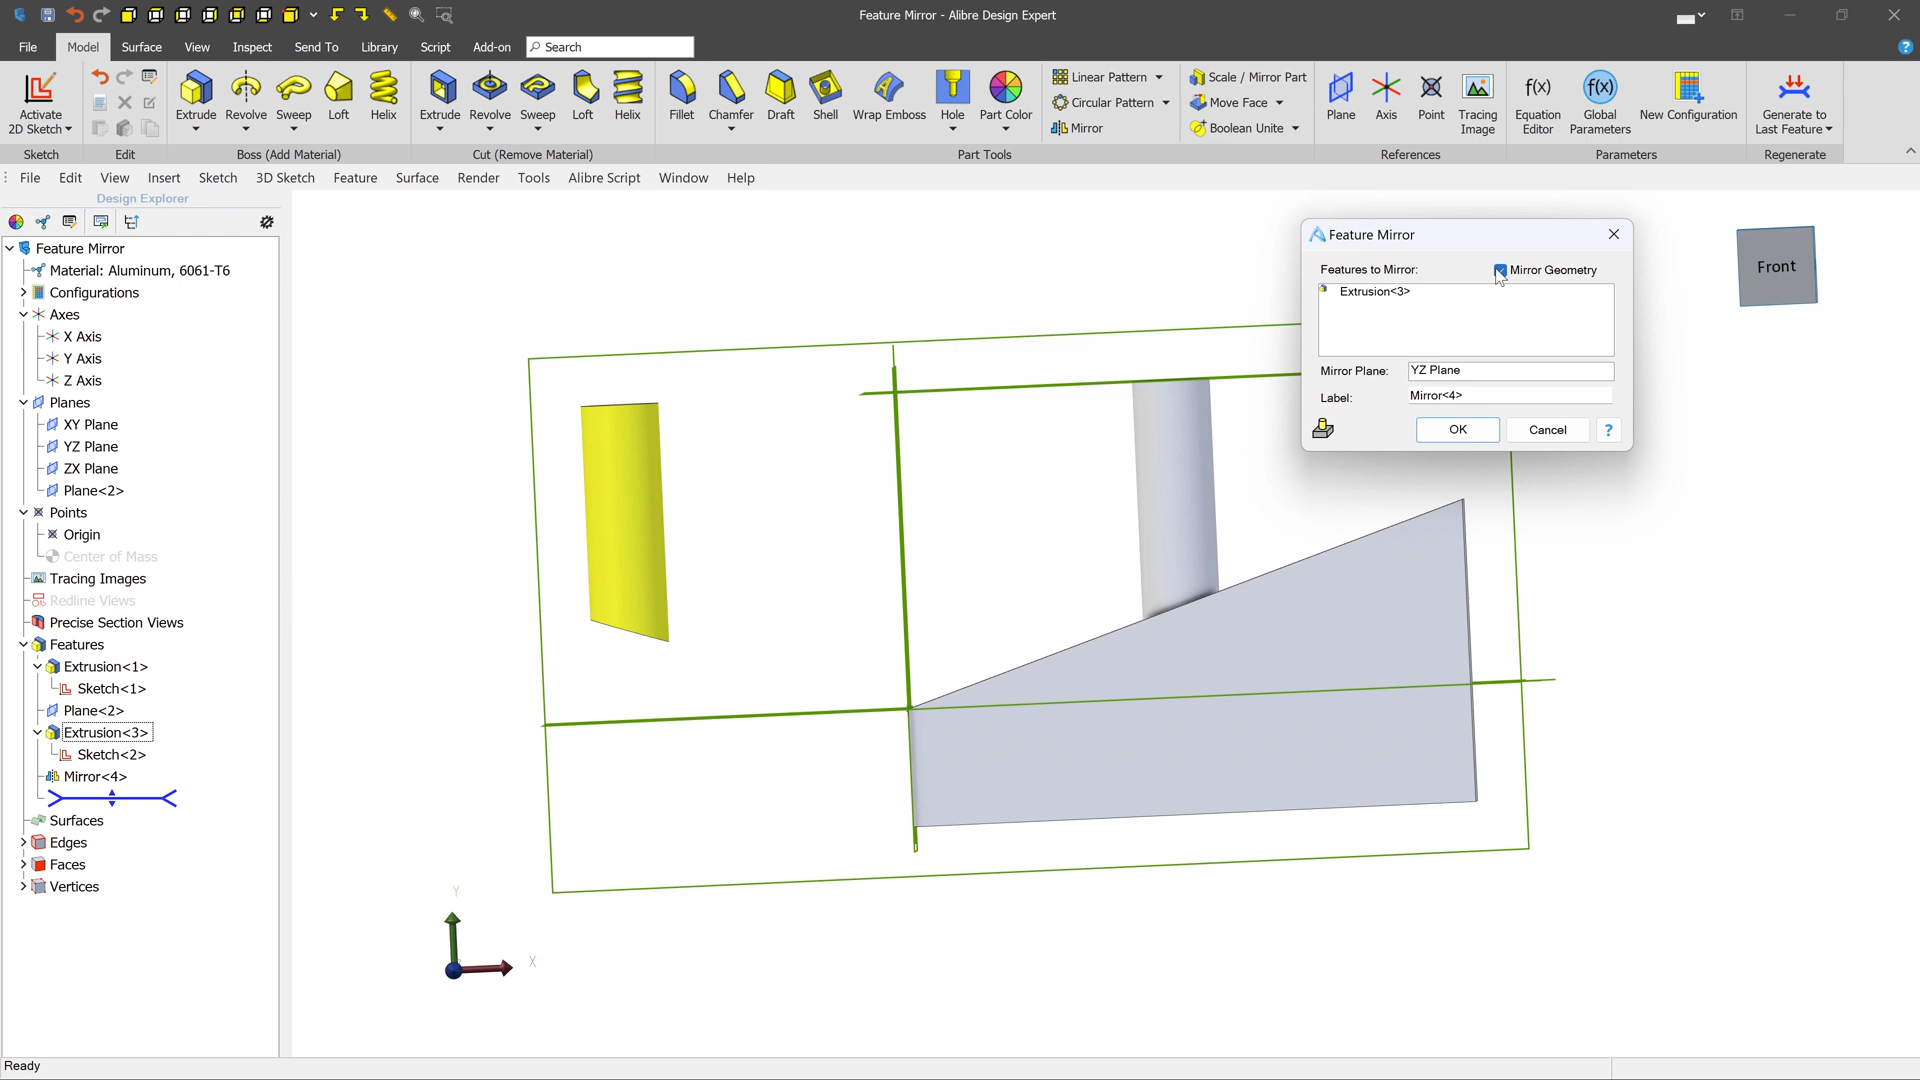 Feature Mirror - Alibre Design Expert
File Model Surface View Inspect Send To Library Script Add-on Search
Activate 2D Sketch
Sketch
Edit
Extrude Revolve Sweep Loft Helix
Boss (Add Material)
Extrude Revolve Sweep Loft Helix
Cut (Remove Material)
Fillet Chamfer Draft Shell Wrap Emboss Hole Part Color
Linear Pattern
Circular Pattern
Mirror
Scale / Mirror Part
Move Face
Boolean Unite
Part Tools
Plane Axis Point Tracing Image
References
f(x) Equation Editor
f(x) Global Parameters
New Configuration
Parameters
Generate to Last Feature
Regenerate
File Edit View Insert Sketch 3D Sketch Feature Surface Render Tools Alibre Script Window Help
Design Explorer
Feature Mirror
Material: Aluminum, 6061-T6
Configurations
Axes
X Axis
Y Axis
Z Axis
Planes
XY Plane
YZ Plane
ZX Plane
Plane<2>
Points
Origin
Center of Mass
Tracing Images
Redline Views
Precise Section Views
Features
Extrusion<1>
Sketch<1>
Plane<2>
Extrusion<3>
Sketch<2>
Mirror<4>
Surfaces
Edges
Faces
Vertices
Feature Mirror
Features to Mirror: Mirror Geometry
Extrusion<3>
Mirror Plane: YZ Plane
Label: Mirror<4>
OK Cancel ?
Front
Y
X
Ready